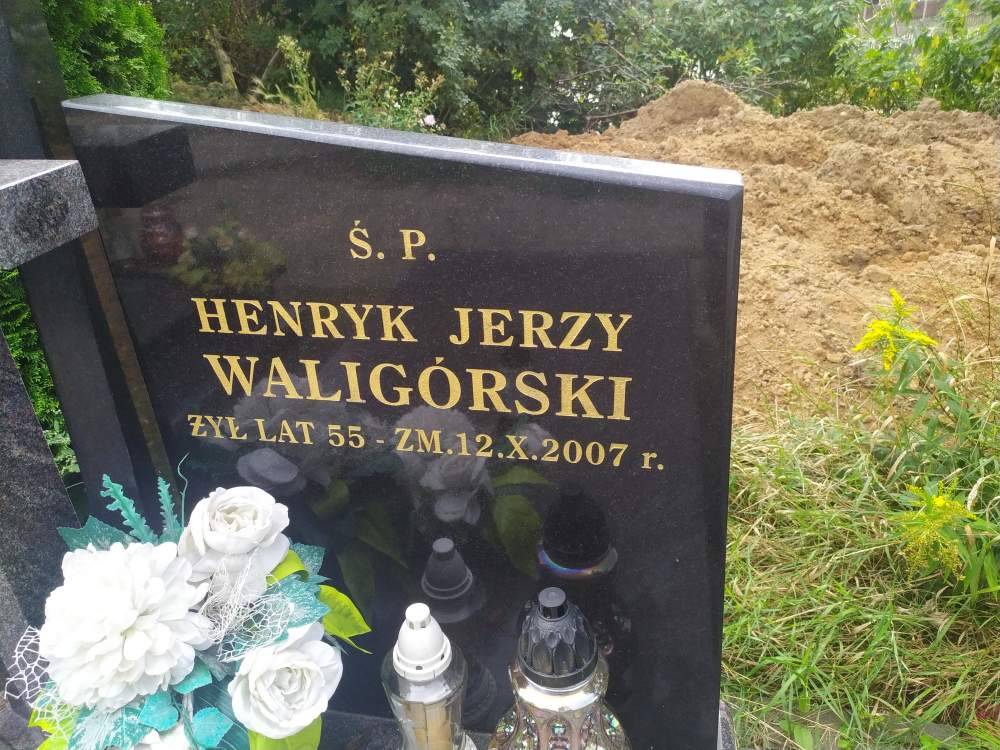 Ś. P.
HENRYK JERZY
WALIGÓRSKI
ŻYŁ LAT 55 - ZM.12.X.2007 r.